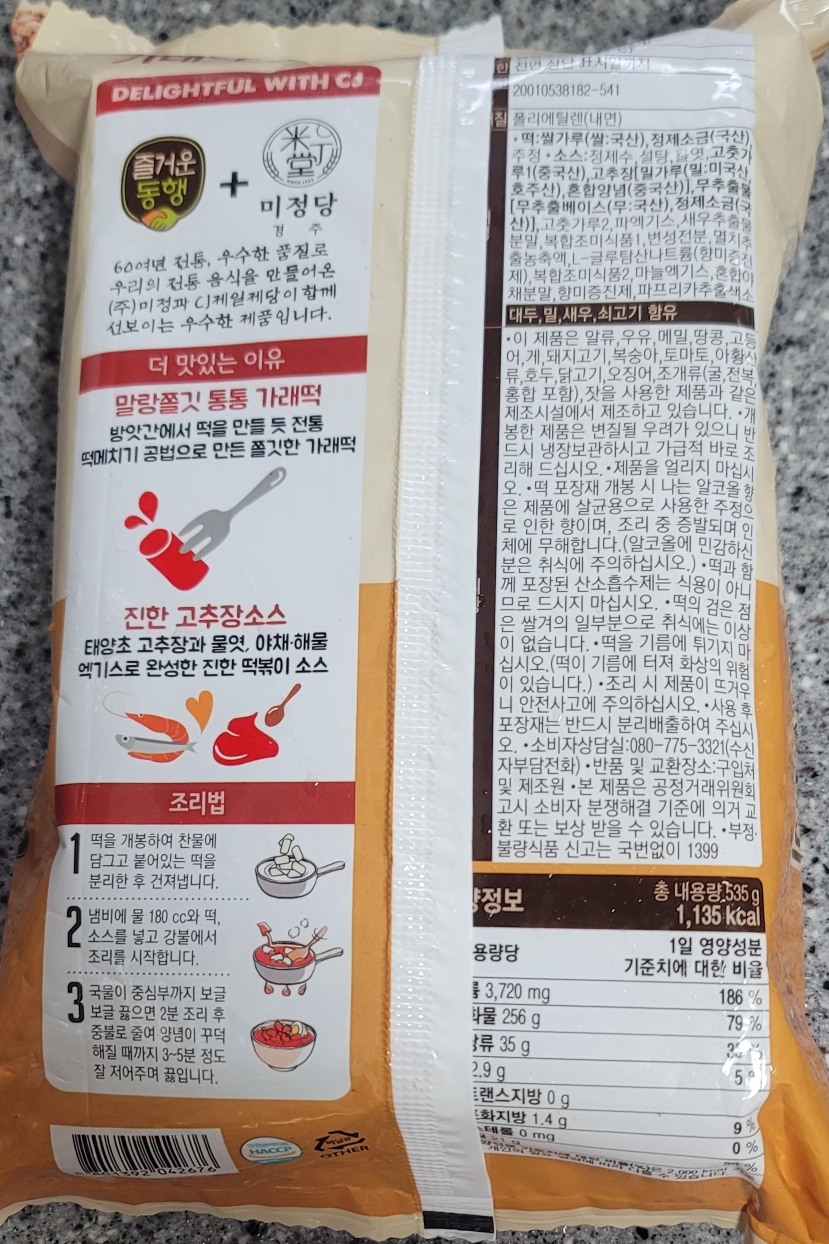 DELIGHTFUL WITH CJ
즐거운
동행
+
미정당
경 주
60여년 전통, 우수한 품질로
우리의 전통 음식을 만들어온
(주)미정과 CJ제일제당이 함께
선보이는 우수한 제품입니다.
더 맛있는 이유
말랑쫄깃 통통 가래떡
방앗간에서 떡을 만들 듯 전통
떡메치기 공법으로 만든 쫄깃한 가래떡
진한 고추장소스
태양초 고추장과 물엿, 야채·해물
엑기스로 완성한 진한 떡볶이 소스
조리법
1 떡을 개봉하여 찬물에
담그고 붙어있는 떡을
분리한 후 건져냅니다.
2 냄비에 물 180 cc와 떡,
소스를 넣고 강불에서
조리를 시작합니다.
3 국물이 중심부까지 보글
보글 끓으면 2분 조리 후
중불로 줄여 양념이 꾸덕
해질 때까지 3~5분 정도
잘 저어주며 끓입니다.
042676
HACCP
비닐류
OTHER
한 전면 상단 표시일까지
20010538182-541
질 폴리에틸렌(내면)
•떡:쌀가루(쌀:국산),정제소금(국산),
주정 •소스:정제수,설탕,물엿,고춧가
루1(중국산),고추장[밀가루(밀:미국산,
호주산),혼합양념(중국산)],무추출물
[무추출베이스(무:국산),정제소금(국
산)],고춧가루2,파엑기스,새우추출물
분말,복합조미식품1,변성전분,멸치추
출농축액,L-글루탐산나트륨(향미증진
제),복합조미식품2,마늘엑기스,혼합야
채분말,향미증진제,파프리카추출색소
대두,밀,새우,쇠고기 함유
•이 제품은 알류,우유,메밀,땅콩,고등
어,게,돼지고기,복숭아,토마토,아황산
류,호두,닭고기,오징어,조개류(굴,전복,
홍합 포함),잣을 사용한 제품과 같은
제조시설에서 제조하고 있습니다. •개
봉한 제품은 변질될 우려가 있으니 반
드시 냉장보관하시고 가급적 바로 조
리해 드십시오. •제품을 얼리지 마십시
오. •떡 포장재 개봉 시 나는 알코올 향
은 제품에 살균용으로 사용한 주정으
로 인한 향이며, 조리 중 증발되며 인
체에 무해합니다.(알코올에 민감하신
분은 취식에 주의하십시오.) •떡과 함
께 포장된 산소흡수제는 식용이 아니
므로 드시지 마십시오. •떡의 검은 점
은 쌀겨의 일부분으로 취식에는 이상
이 없습니다. •떡을 기름에 튀기지 마
십시오.(떡이 기름에 터져 화상의 위험
이 있습니다.) •조리 시 제품이 뜨거우
니 안전사고에 주의하십시오. •사용 후
포장재는 반드시 분리배출하여 주십시
오. •소비자상담실:080-775-3321(수신
자부담전화) •반품 및 교환장소:구입처
및 제조원 •본 제품은 공정거래위원회
고시 소비자 분쟁해결 기준에 의거 교
환 또는 보상 받을 수 있습니다. •부정·
불량식품 신고는 국번없이 1399
양정보 총 내용량 535 g
1,135 kcal
용량당 1일 영양성분
기준치에 대한 비율
륨 3,720 mg 186 %
화물 256 g 79 %
당류 35 g
2.9 g 5 %
트랜스지방 0 g
포화지방 1.4 g 9 %
스테롤 0 mg 0 %